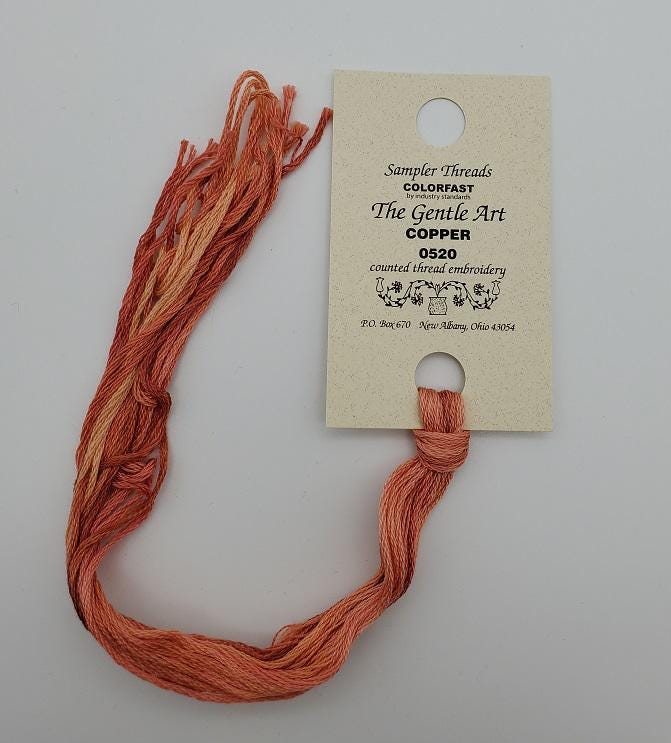 Sampler Threads
COLORFAST
by industry standards
The Gentle Art
COPPER
0520
counted thread embroidery
P.O. Box 670 New Albany, Ohio 43054